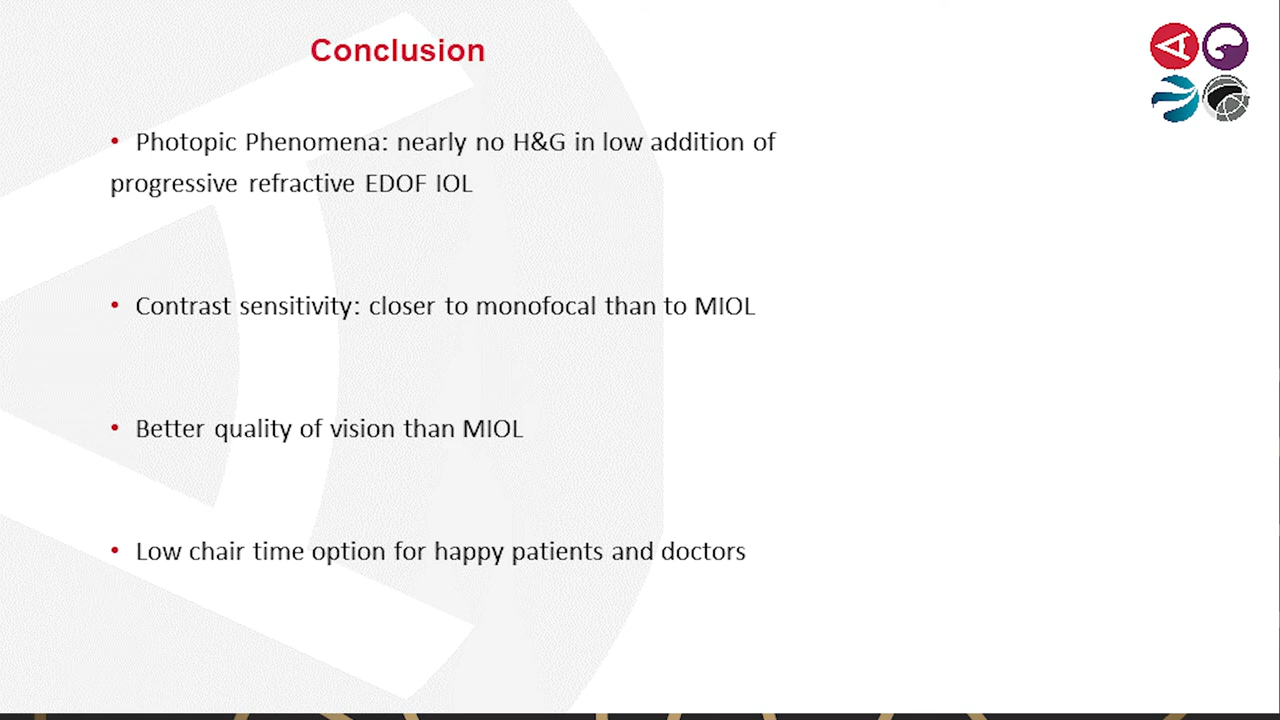 Conclusion
• Photopic Phenomena: nearly no H&G in low addition of
progressive refractive EDOF IOL
• Contrast sensitivity: closer to monofocal than to MIOL
• Better quality of vision than MIOL
• Low chair time option for happy patients and doctors